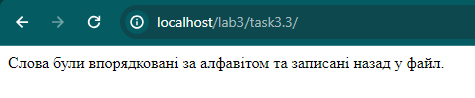 localhost/lab3/task3.3/
Слова були впорядковані за алфавітом та записані назад у файл.